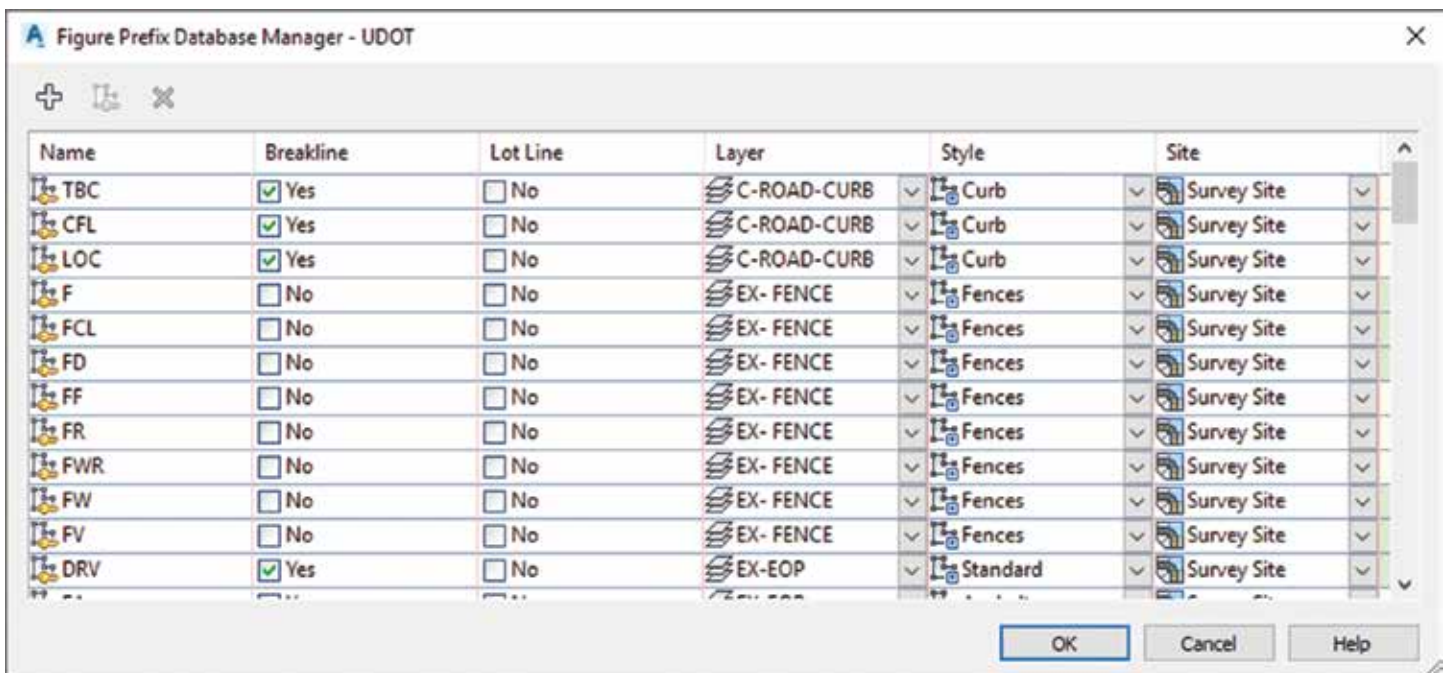 Figure Prefix Database Manager - UDOT
Name Breakline Lot Line Layer Style Site
TBC Yes No C-ROAD-CURB Curb Survey Site
CFL Yes No C-ROAD-CURB Curb Survey Site
LOC Yes No C-ROAD-CURB Curb Survey Site
F No No EX- FENCE Fences Survey Site
FCL No No EX- FENCE Fences Survey Site
FD No No EX- FENCE Fences Survey Site
FF No No EX- FENCE Fences Survey Site
FR No No EX- FENCE Fences Survey Site
FWR No No EX- FENCE Fences Survey Site
FW No No EX- FENCE Fences Survey Site
FV No No EX- FENCE Fences Survey Site
DRV Yes No EX-EOP Standard Survey Site
OK Cancel Help